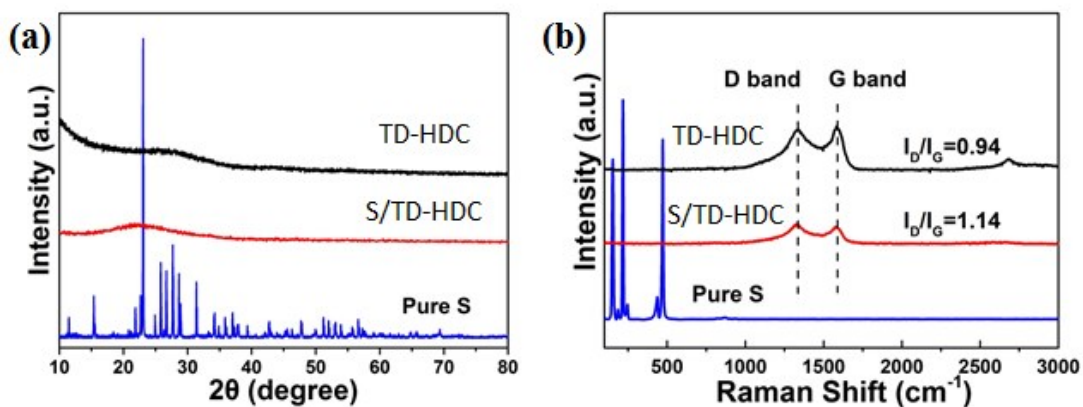 (a)
Intensity (a.u.)
TD-HDC
S/TD-HDC
Pure S
10 20 30 40 50 60 70 80
2θ (degree)
(b)
Intensity (a.u.)
D band G band
TD-HDC
I_D/I_G=0.94
S/TD-HDC
I_D/I_G=1.14
Pure S
500 1000 1500 2000 2500 3000
Raman Shift (cm⁻¹)